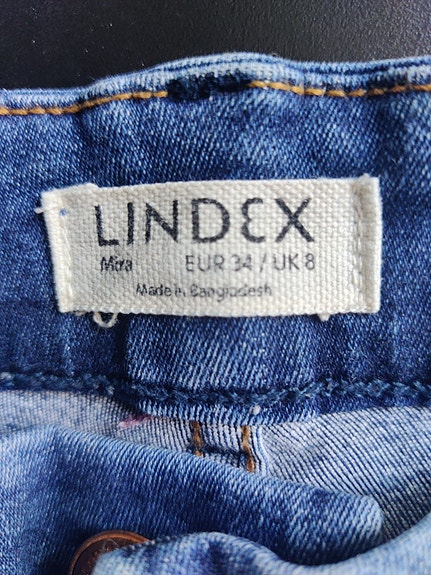 LINDEX
Mira EUR 34 / UK 8
Made in Bangladesh